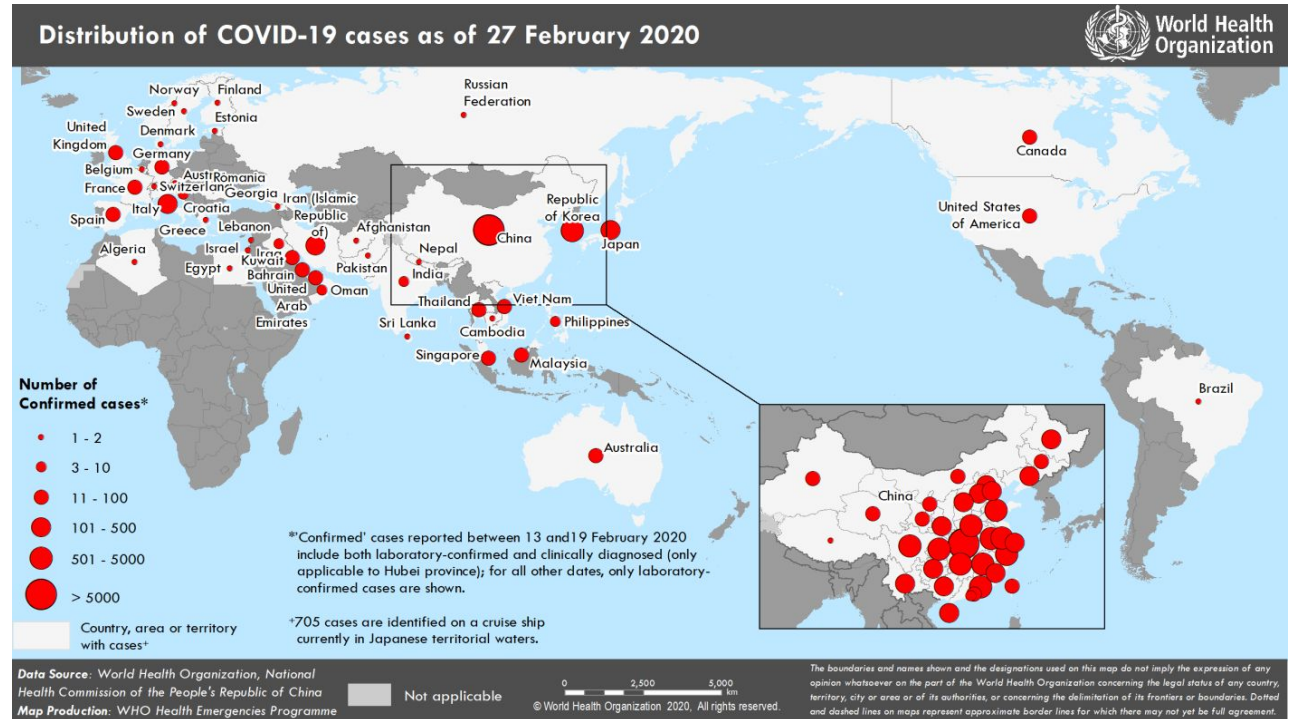 Distribution of COVID-19 cases as of 27 February 2020
World Health
Organization
Norway
Finland
Sweden
Estonia
United
Kingdom
Denmark
Germany
Belgium
Austr
Romania
France
Switzerland
Georgia
Italy
Croatia
Spain
Greece
Lebanon
Algeria
Israel
Egypt
Iraq
Kuwait
Bahrain
United
Arab
Emirates
Oman
Iran (Islamic
Republic
of)
Afghanistan
Pakistan
Russian
Federation
Nepal
India
China
Republic
of Korea
Japan
Thailand
Viet Nam
Cambodia
Philippines
Sri Lanka
Singapore
Malaysia
Australia
Canada
United States
of America
Brazil
China
Number of
Confirmed cases*
1 - 2
3 - 10
11 - 100
101 - 500
501 - 5000
> 5000
Country, area or territory
with cases⁺
*'Confirmed' cases reported between 13 and19 February 2020
include both laboratory-confirmed and clinically diagnosed (only
applicable to Hubei province); for all other dates, only laboratory-
confirmed cases are shown.
⁺705 cases are identified on a cruise ship
currently in Japanese territorial waters.
Data Source: World Health Organization, National
Health Commission of the People's Republic of China
Map Production: WHO Health Emergencies Programme
Not applicable
0 2,500 5,000
km
© World Health Organization 2020, All rights reserved.
The boundaries and names shown and the designations used on this map do not imply the expression of any
opinion whatsoever on the part of the World Health Organization concerning the legal status of any country,
territory, city or area or of its authorities, or concerning the delimitation of its frontiers or boundaries. Dotted
and dashed lines on maps represent approximate border lines for which there may not yet be full agreement.